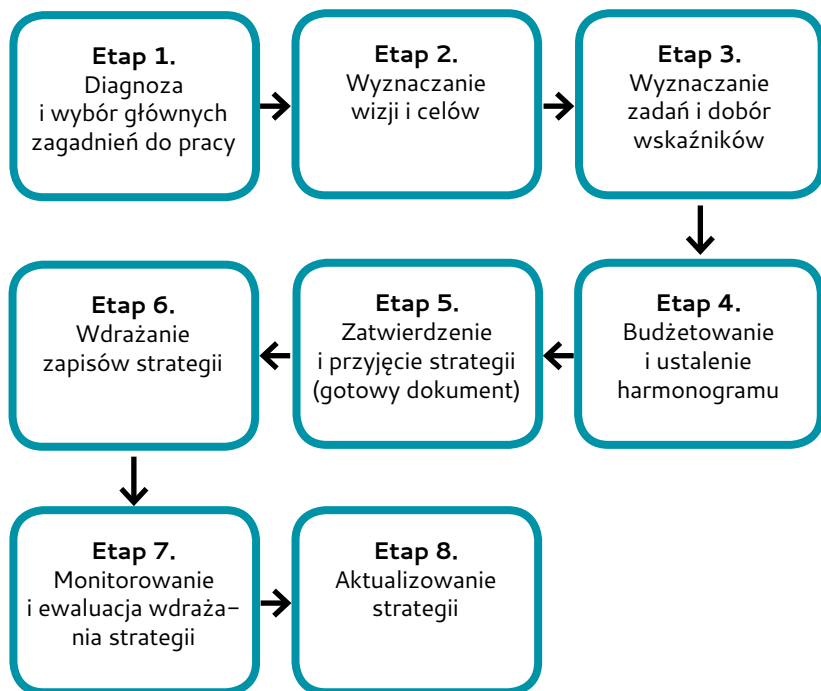 Etap 1.
Diagnoza
i wybór głównych
zagadnień do pracy
Etap 2.
Wyznaczanie
wizji i celów
Etap 3.
Wyznaczanie
zadań i dobór
wskaźników
Etap 4.
Budżetowanie
i ustalenie
harmonogramu
Etap 5.
Zatwierdzenie
i przyjęcie strategii
(gotowy dokument)
Etap 6.
Wdrażanie
zapisów strategii
Etap 7.
Monitorowanie
i ewaluacja wdraża-
nia strategii
Etap 8.
Aktualizowanie
strategii